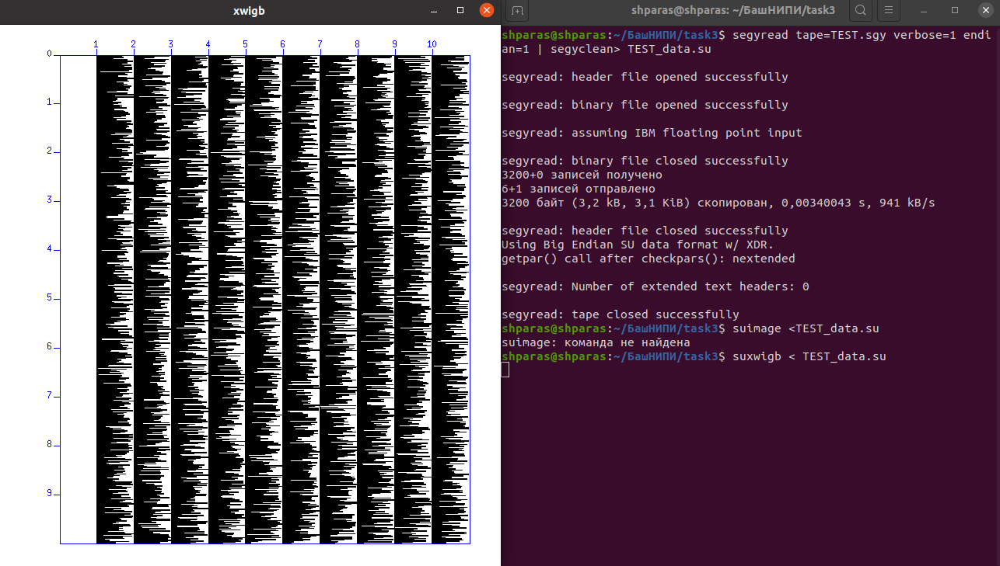 xwigb
1 2 3 4 5 6 7 8 9 10
0
1
2
3
4
5
6
7
8
9
shparas@shparas: ~/БашНИПИ/task3
shparas@shparas:~/БашНИПИ/task3$ segyread tape=TEST.sgy verbose=1 endi
an=1 | segyclean> TEST_data.su
segyread: header file opened successfully
segyread: binary file opened successfully
segyread: assuming IBM floating point input
segyread: binary file closed successfully
3200+0 записей получено
6+1 записей отправлено
3200 байт (3,2 kB, 3,1 KiB) скопирован, 0,00340043 s, 941 kB/s
segyread: header file closed successfully
Using Big Endian SU data format w/ XDR.
getpar() call after checkpars(): nextended
segyread: Number of extended text headers: 0
segyread: tape closed successfully
shparas@shparas:~/БашНИПИ/task3$ suimage <TEST_data.su
suimage: команда не найдена
shparas@shparas:~/БашНИПИ/task3$ suxwigb < TEST_data.su